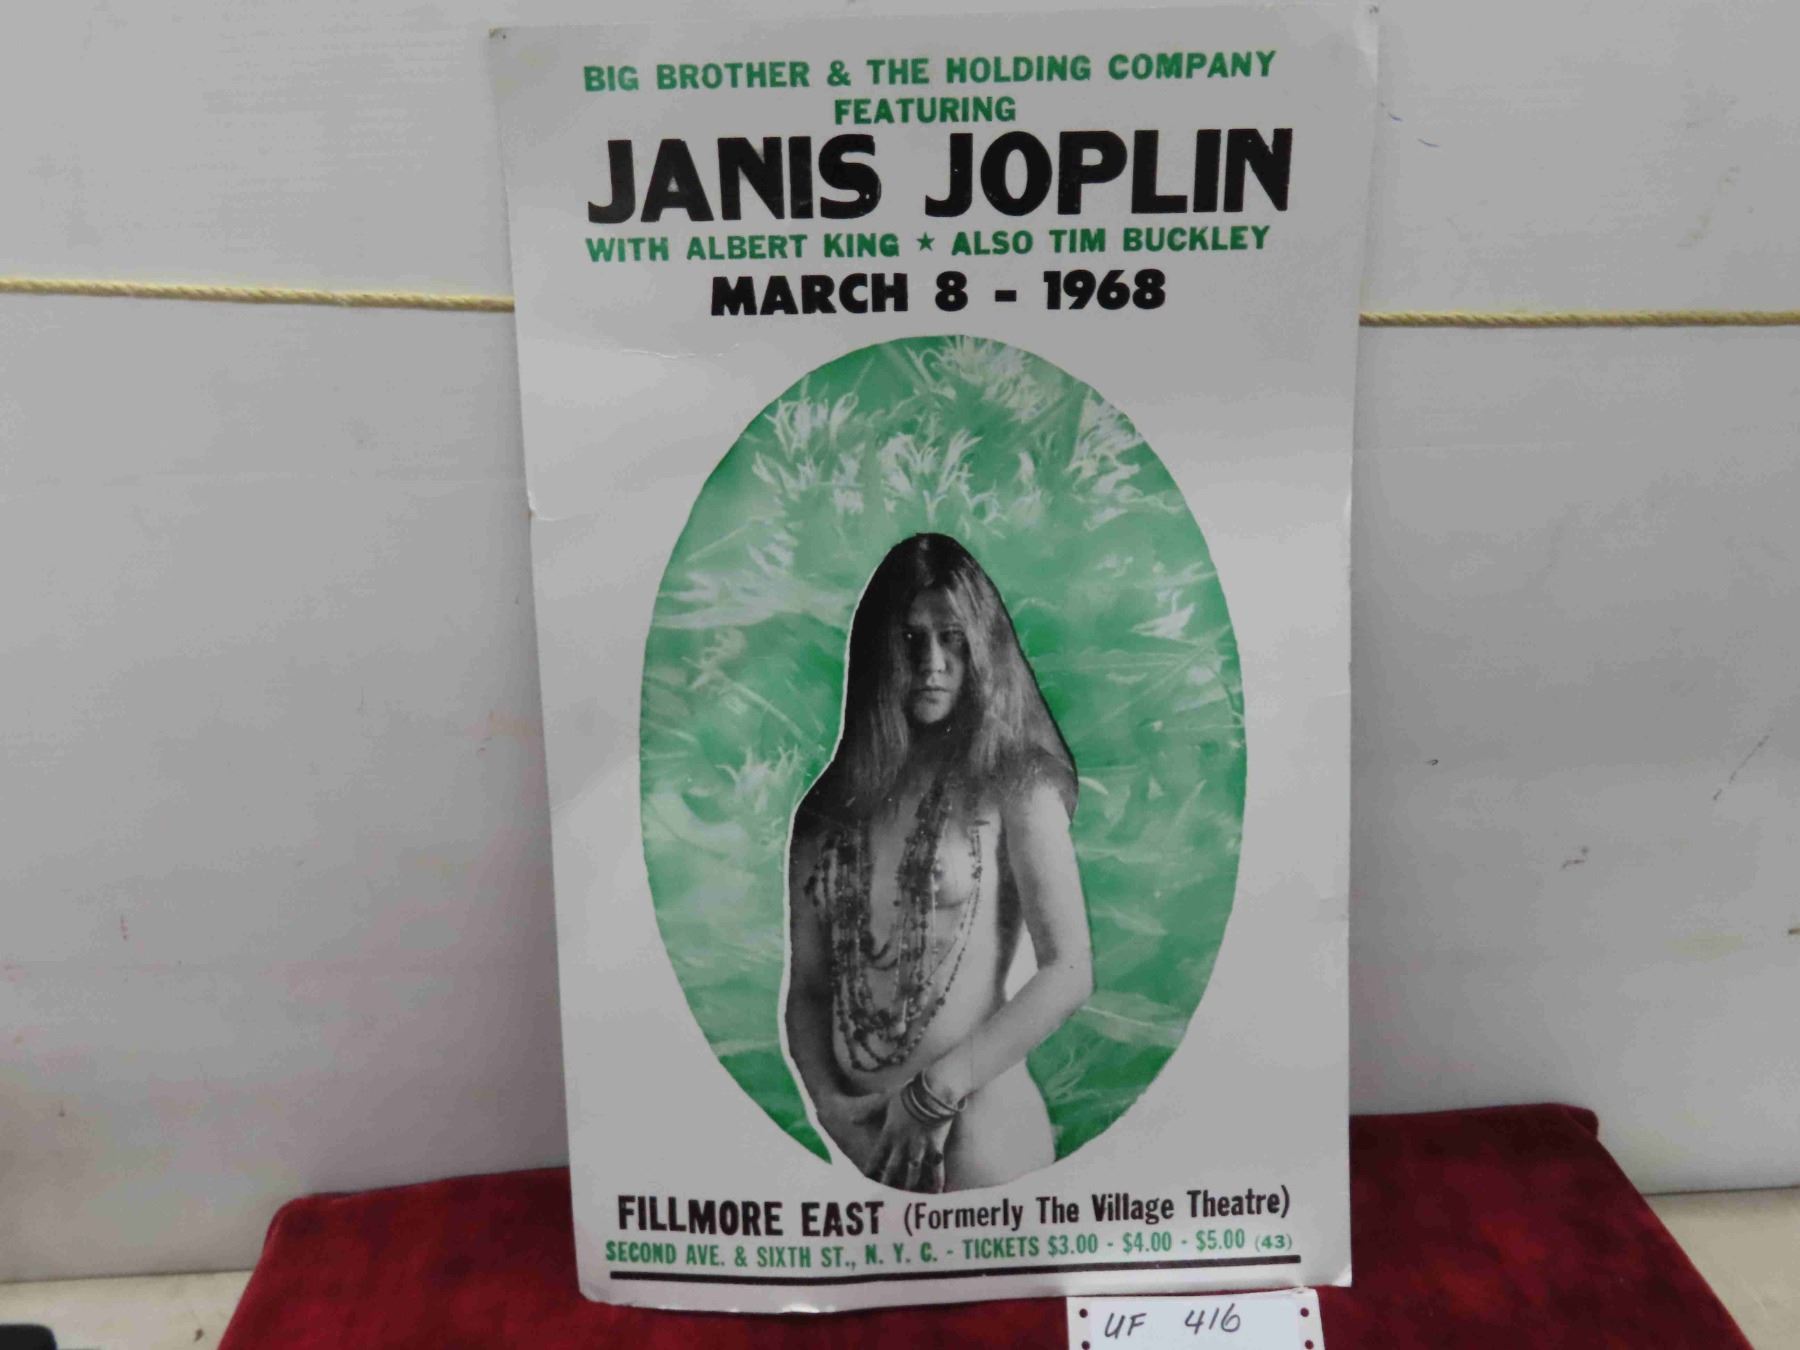 BIG BROTHER & THE HOLDING COMPANY
FEATURING
JANIS JOPLIN
WITH ALBERT KING ★ ALSO TIM BUCKLEY
MARCH 8 - 1968
FILLMORE EAST (Formerly The Village Theatre)
SECOND AVE. & SIXTH ST., N. Y. C. - TICKETS $3.00 - $4.00 - $5.00 (43)
UF 416